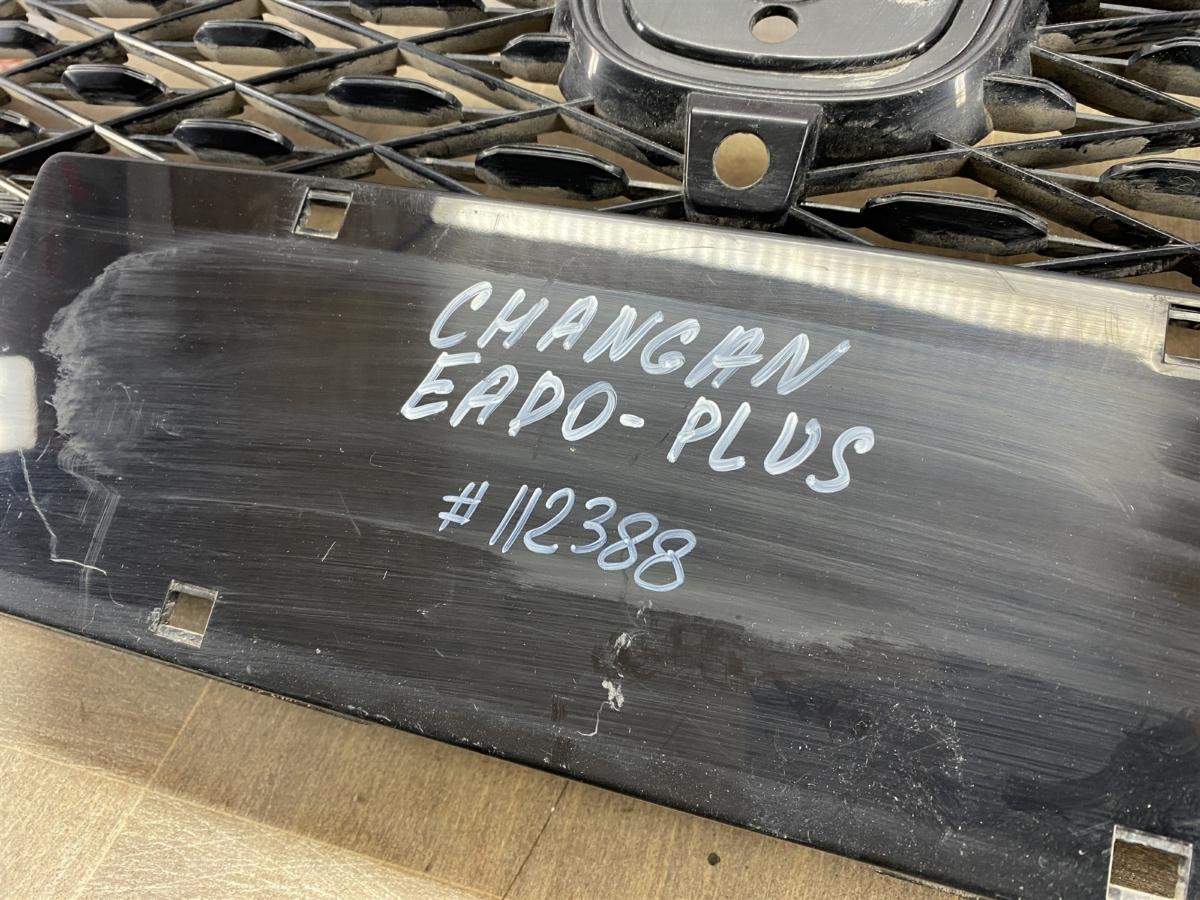 CHANGAN
EADO-PLUS
#112388